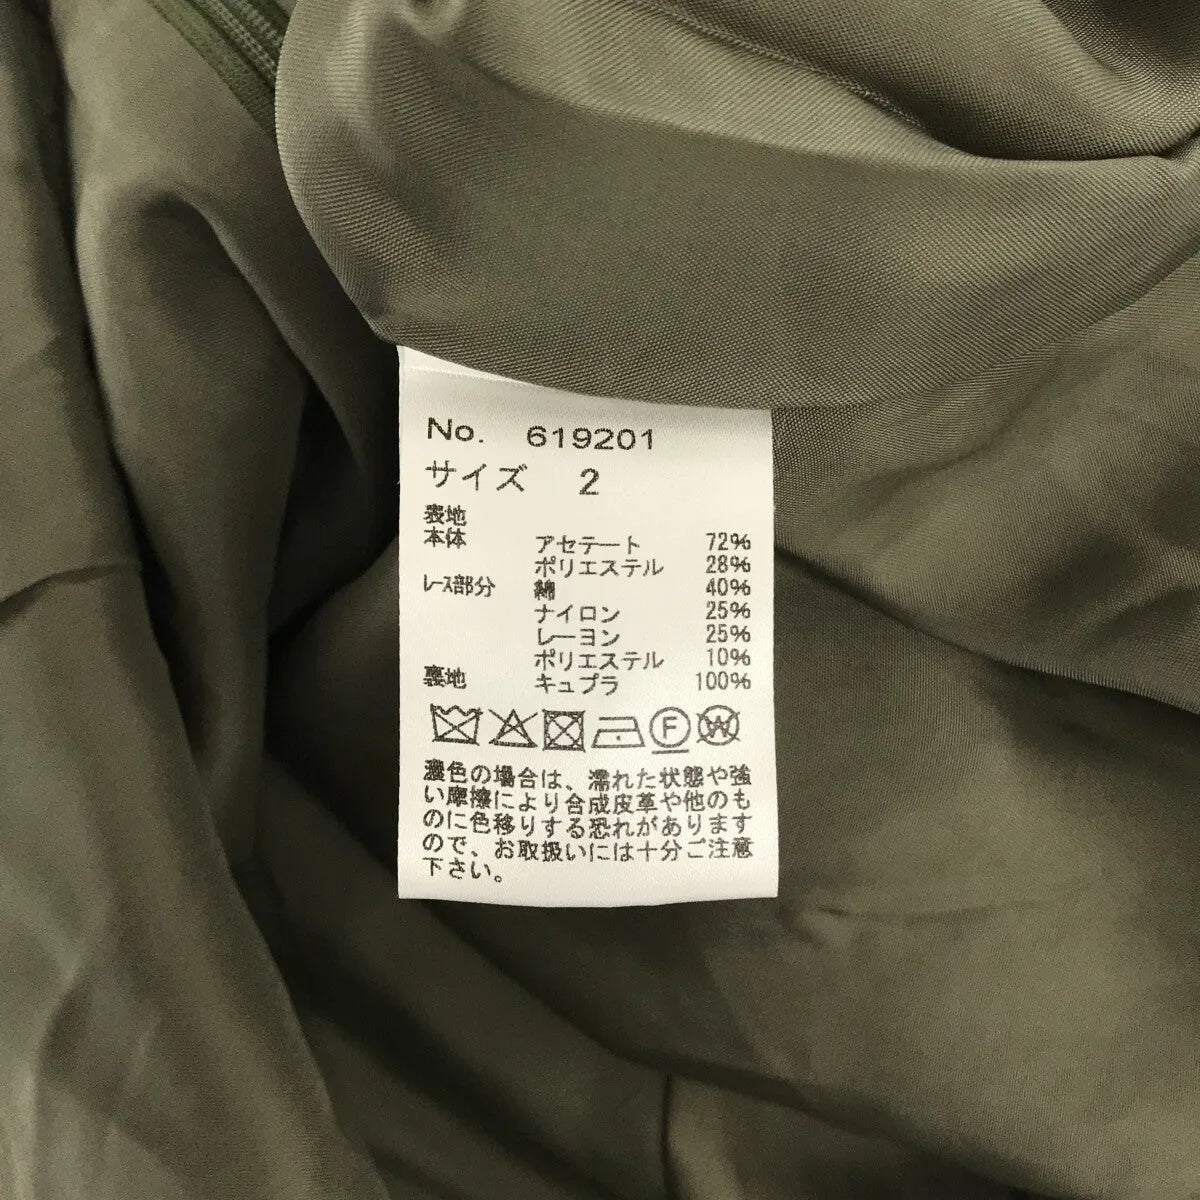 No. 619201
サイズ 2
表地
本体 アセテート 72%
ポリエステル 28%
レース部分 綿 40%
ナイロン 25%
レーヨン 25%
ポリエステル 10%
裏地 キュプラ 100%
F W
濃色の場合は、濡れた状態や強
い摩擦により合成皮革や他のも
のに色移りする恐れがあります
ので、お取扱いには十分ご注意
下さい。